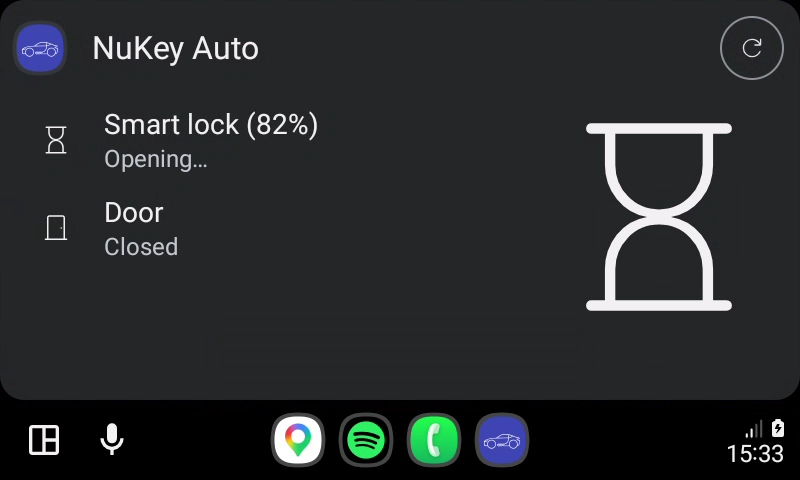 NuKey Auto
Smart lock (82%)
Opening…
Door
Closed
15:33